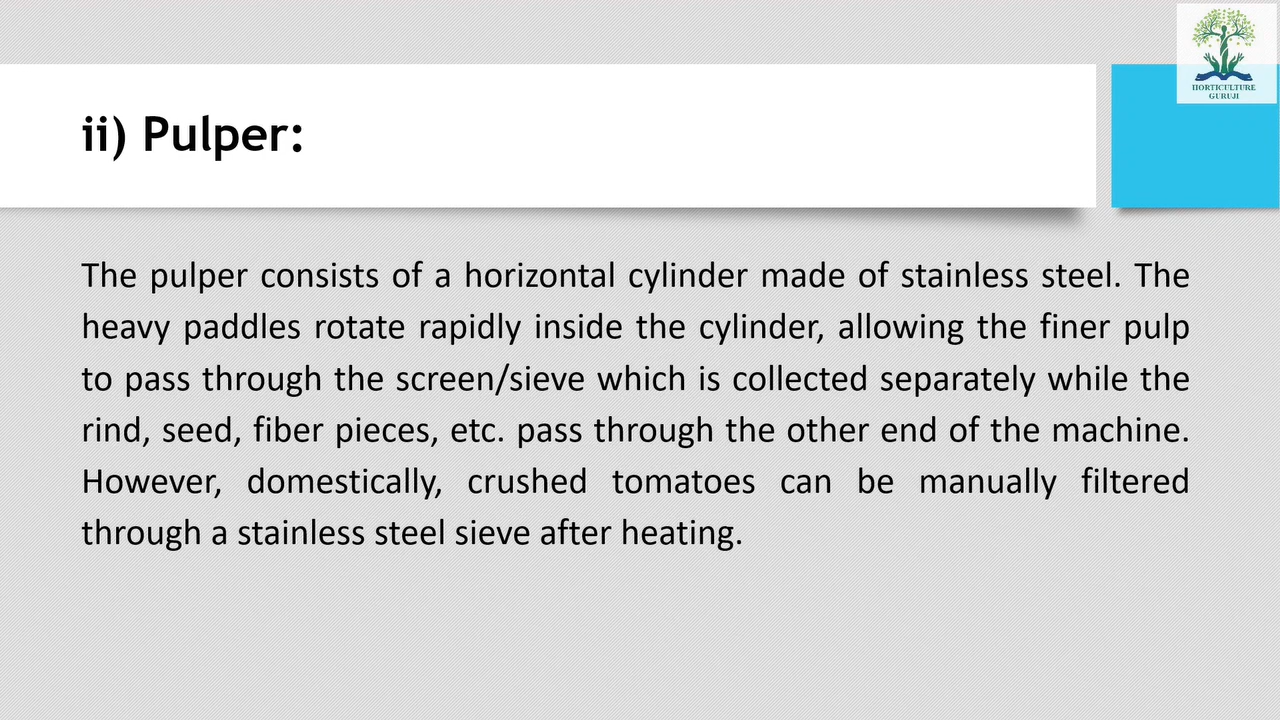 HORTICULTURE
GURUJI
ii) Pulper:
The pulper consists of a horizontal cylinder made of stainless steel. The
heavy paddles rotate rapidly inside the cylinder, allowing the finer pulp
to pass through the screen/sieve which is collected separately while the
rind, seed, fiber pieces, etc. pass through the other end of the machine.
However, domestically, crushed tomatoes can be manually filtered
through a stainless steel sieve after heating.